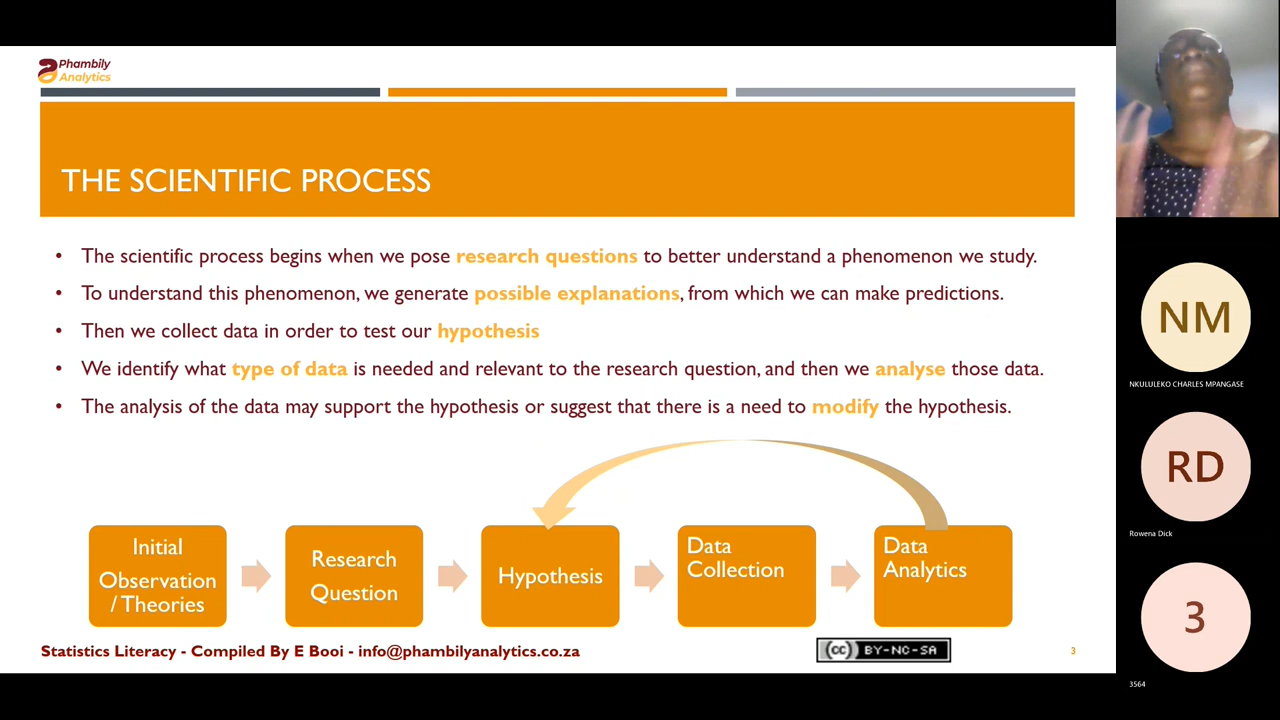 Phambily
Analytics
THE SCIENTIFIC PROCESS
• The scientific process begins when we pose research questions to better understand a phenomenon we study.
• To understand this phenomenon, we generate possible explanations, from which we can make predictions.
• Then we collect data in order to test our hypothesis
• We identify what type of data is needed and relevant to the research question, and then we analyse those data.
• The analysis of the data may support the hypothesis or suggest that there is a need to modify the hypothesis.
Initial
Observation
/ Theories
Research
Question
Hypothesis
Data
Collection
Data
Analytics
Statistics Literacy - Compiled By E Booi - info@phambilyanalytics.co.za
(cc) BY-NC-SA
3
NM
NKULULEKO CHARLES MPANGASE
RD
Rowena Dick
3
3564